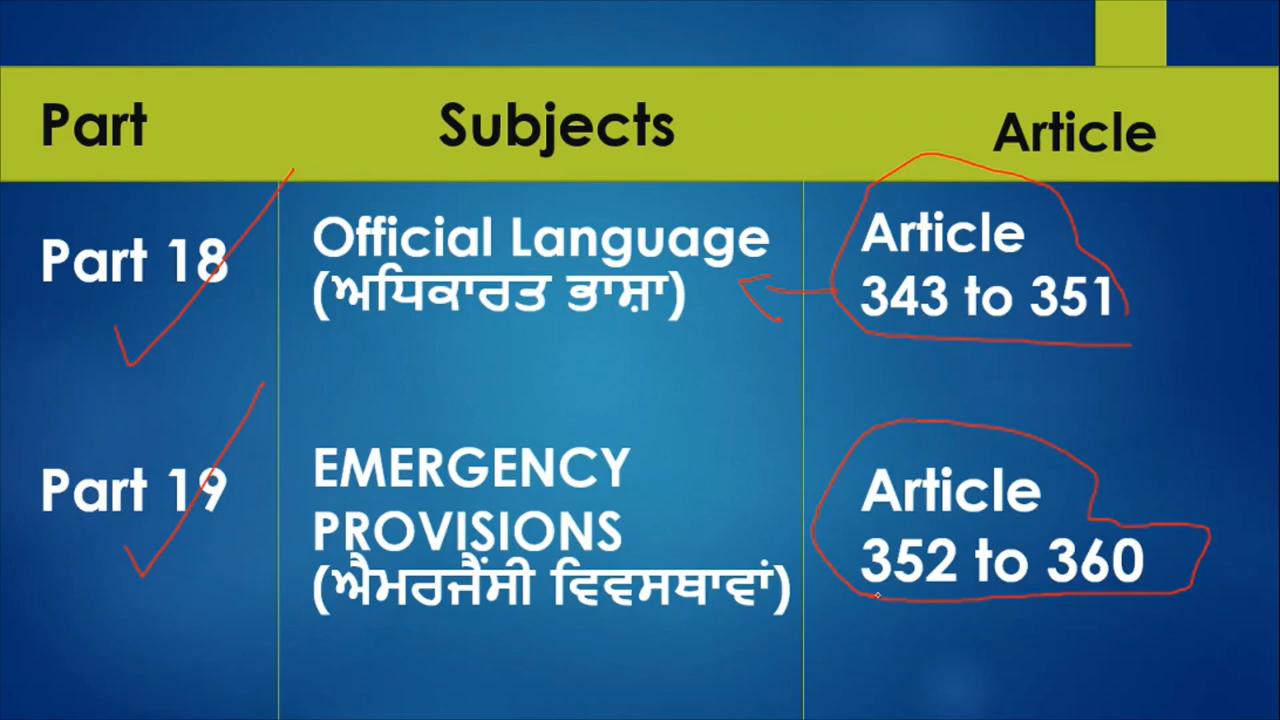 Part Subjects Article
Part 18
Official Language
(ਅਧਿਕਾਰਤ ਭਾਸ਼ਾ)
Article
343 to 351
Part 19
EMERGENCY
PROVISIONS
(ਐਮਰਜੈਂਸੀ ਵਿਵਸਥਾਵਾਂ)
Article
352 to 360